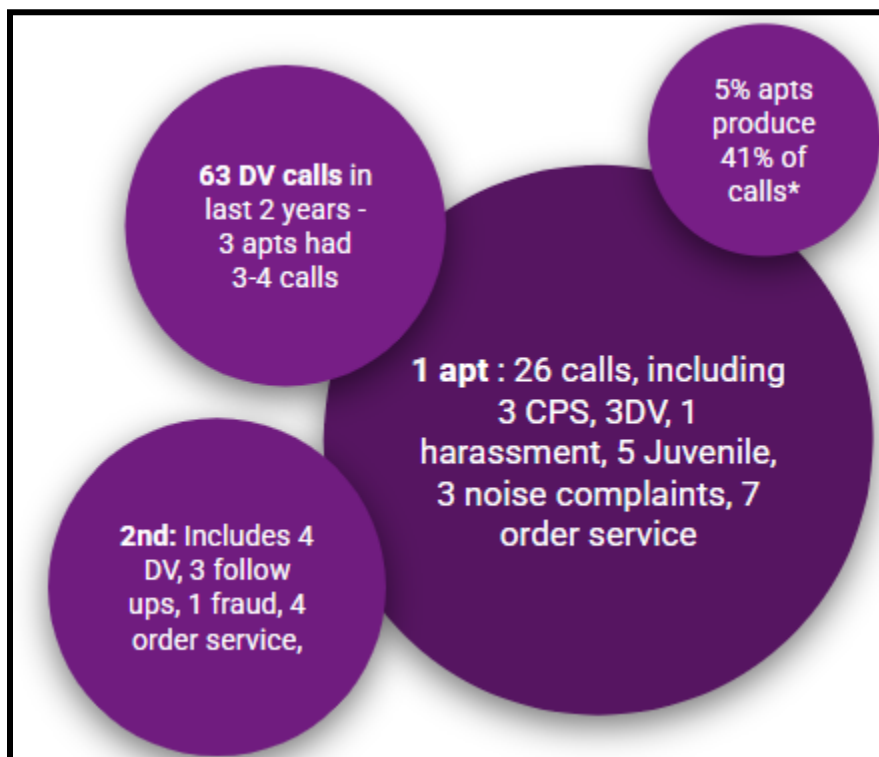 5% apts
produce
41% of
calls*
63 DV calls in
last 2 years -
3 apts had
3-4 calls
1 apt : 26 calls, including
3 CPS, 3DV, 1
harassment, 5 Juvenile,
3 noise complaints, 7
order service
2nd: Includes 4
DV, 3 follow
ups, 1 fraud, 4
order service,